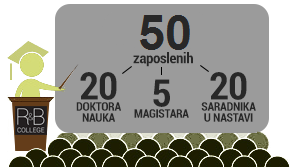 50
zaposlenih
20 5 20
DOKTORA NAUKA
MAGISTARA
SARADNIKA U NASTAVI
R&B
COLLEGE